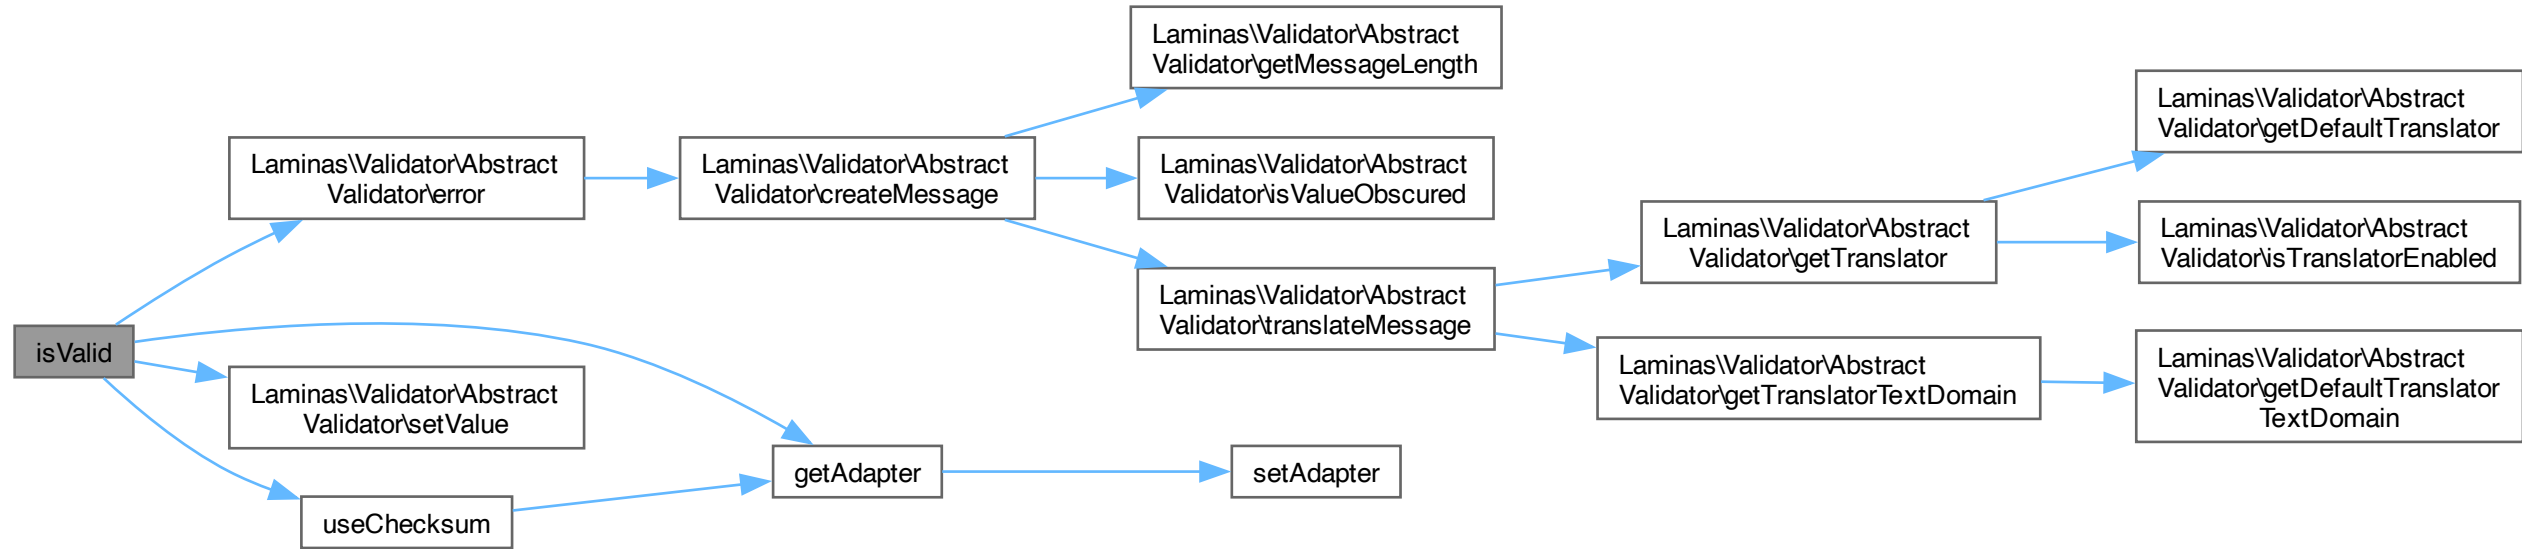 isValid
Laminas\Validator\Abstract
Validator\error
Laminas\Validator\Abstract
Validator\setValue
useChecksum
Laminas\Validator\Abstract
Validator\createMessage
getAdapter
Laminas\Validator\Abstract
Validator\getMessageLength
Laminas\Validator\Abstract
Validator\isValueObscured
Laminas\Validator\Abstract
Validator\translateMessage
setAdapter
Laminas\Validator\Abstract
Validator\getTranslator
Laminas\Validator\Abstract
Validator\getTranslatorTextDomain
Laminas\Validator\Abstract
Validator\getDefaultTranslator
Laminas\Validator\Abstract
Validator\isTranslatorEnabled
Laminas\Validator\Abstract
Validator\getDefaultTranslator
TextDomain